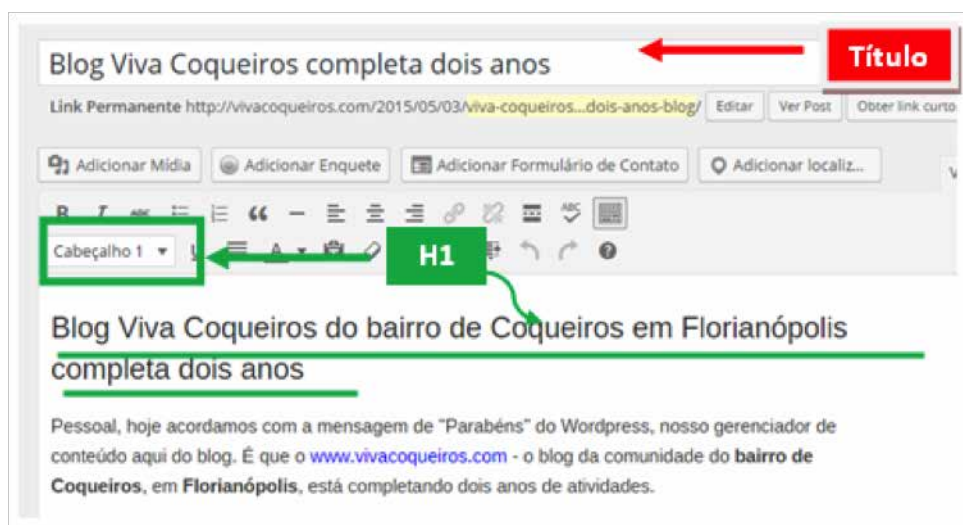 Blog Viva Coqueiros completa dois anos
Título
Link Permanente http://vivacoqueiros.com/2015/05/03/viva-coqueiros...dois-anos-blog/ Editar Ver Post Obter link curto
Adicionar Mídia Adicionar Enquete Adicionar Formulário de Contato Adicionar localiz...
B I ABC ABC
Cabeçalho 1 U A
H1
Blog Viva Coqueiros do bairro de Coqueiros em Florianópolis
completa dois anos
Pessoal, hoje acordamos com a mensagem de "Parabéns" do Wordpress, nosso gerenciador de
conteúdo aqui do blog. É que o www.vivacoqueiros.com - o blog da comunidade do bairro de
Coqueiros, em Florianópolis, está completando dois anos de atividades.